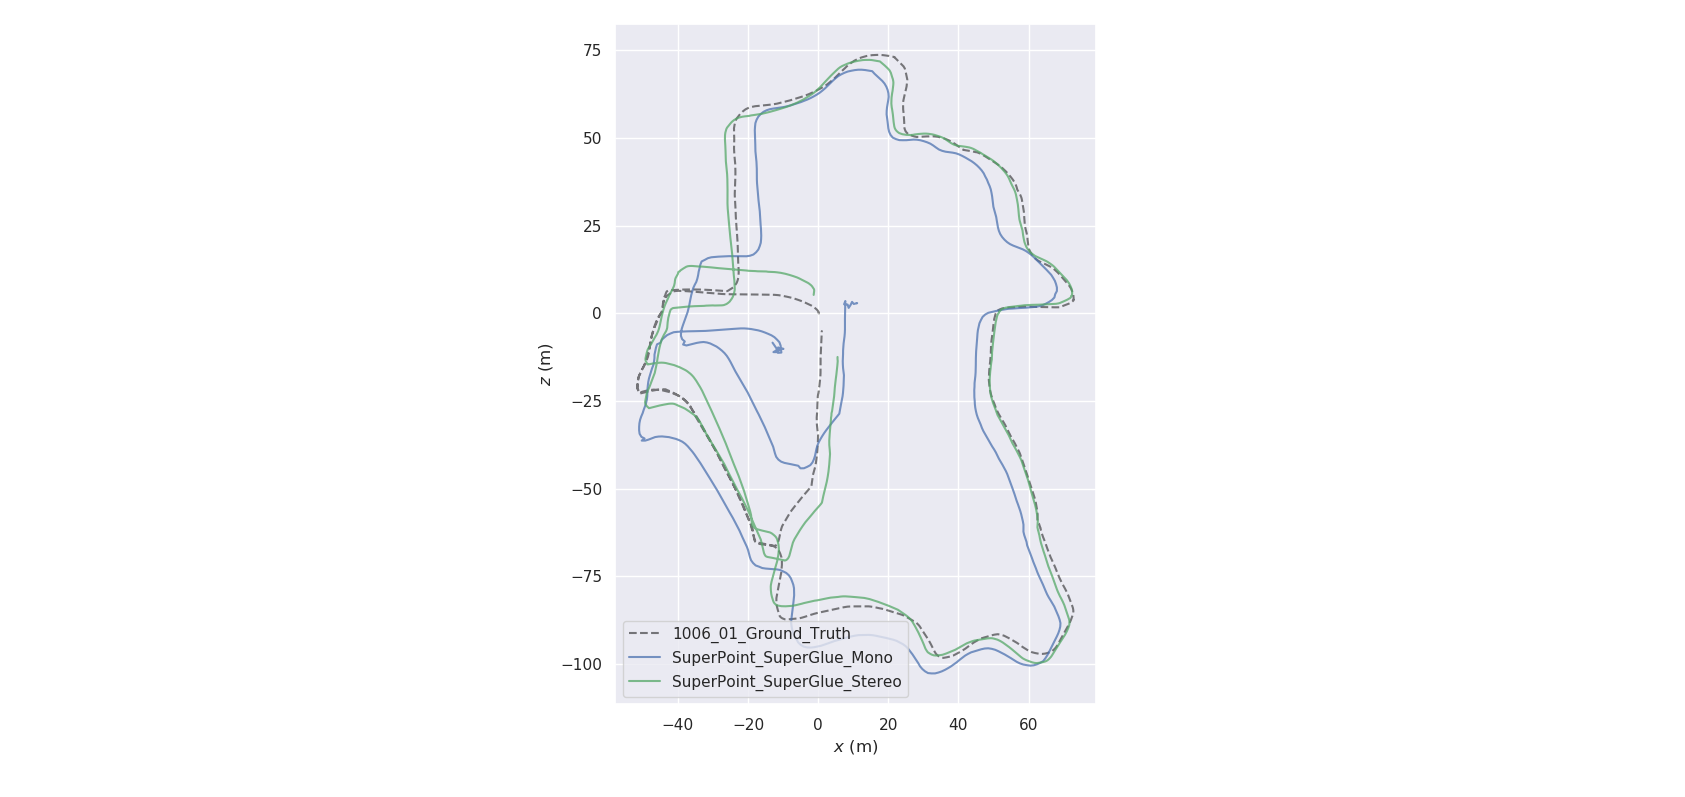 75
50
25
0
−25
−50
−75
−100
z (m)
1006_01_Ground_Truth
SuperPoint_SuperGlue_Mono
SuperPoint_SuperGlue_Stereo
−40 −20 0 20 40 60
x (m)